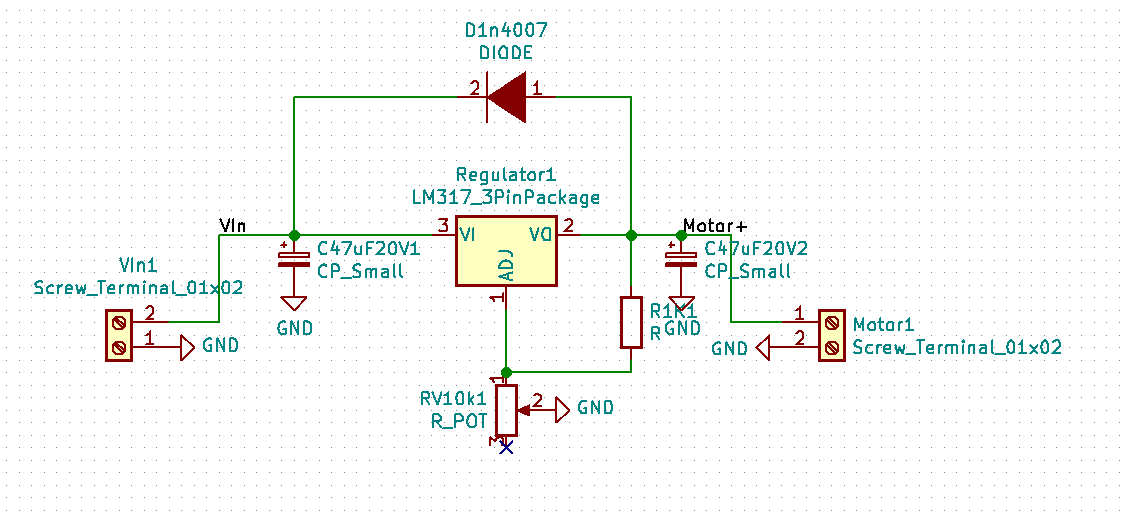 D1n4007
DIODE
2
1
Regulator1
LM317_3PinPackage
VIn
3
VI
VO
2
Motor+
ADJ
1
C47uF20V1
CP_Small
GND
C47uF20V2
CP_Small
GND
VIn1
Screw_Terminal_01x02
2
1
GND
R1K1
R
1
2
GND
Motor1
Screw_Terminal_01x02
RV10k1
R_POT
1
2
3
GND